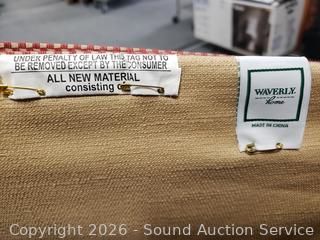 UNDER PENALTY OF LAW THIS TAG NOT TO
BE REMOVED EXCEPT BY THE CONSUMER
ALL NEW MATERIAL
consisting
WAVERLY
home
MADE IN CHINA
Copyright 2026 - Sound Auction Service